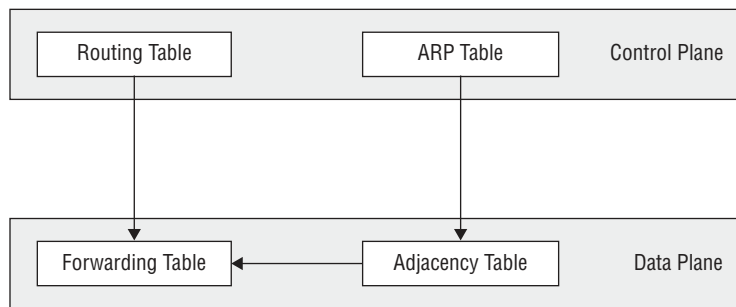 Routing Table
ARP Table
Control Plane
Forwarding Table
Adjacency Table
Data Plane